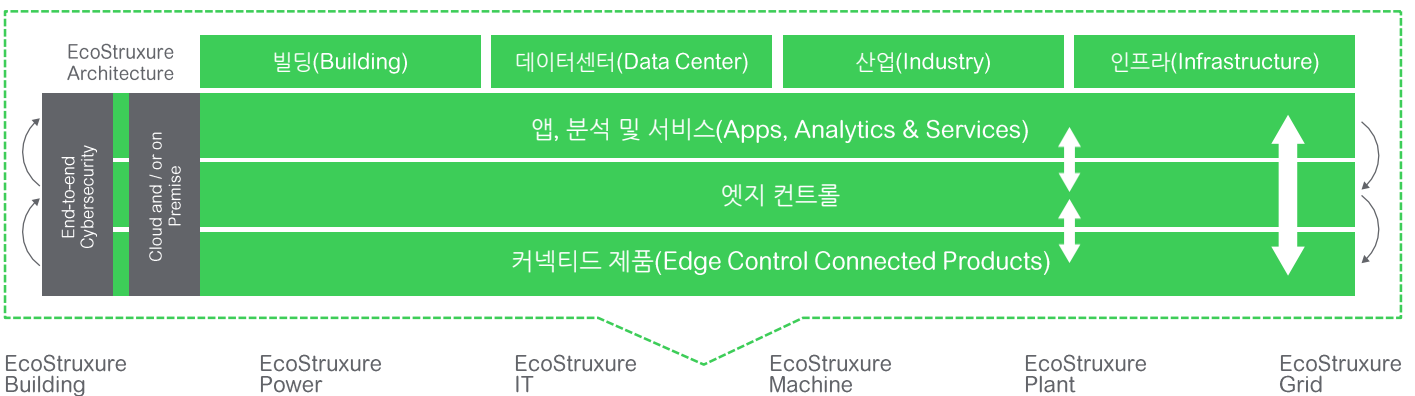 EcoStruxure
Architecture
빌딩(Building)
데이터센터(Data Center)
산업(Industry)
인프라(Infrastructure)
End-to-end
Cybersecurity
Cloud and / or on
Premise
앱, 분석 및 서비스(Apps, Analytics & Services)
엣지 컨트롤
커넥티드 제품(Edge Control Connected Products)
EcoStruxure
Building
EcoStruxure
Power
EcoStruxure
IT
EcoStruxure
Machine
EcoStruxure
Plant
EcoStruxure
Grid